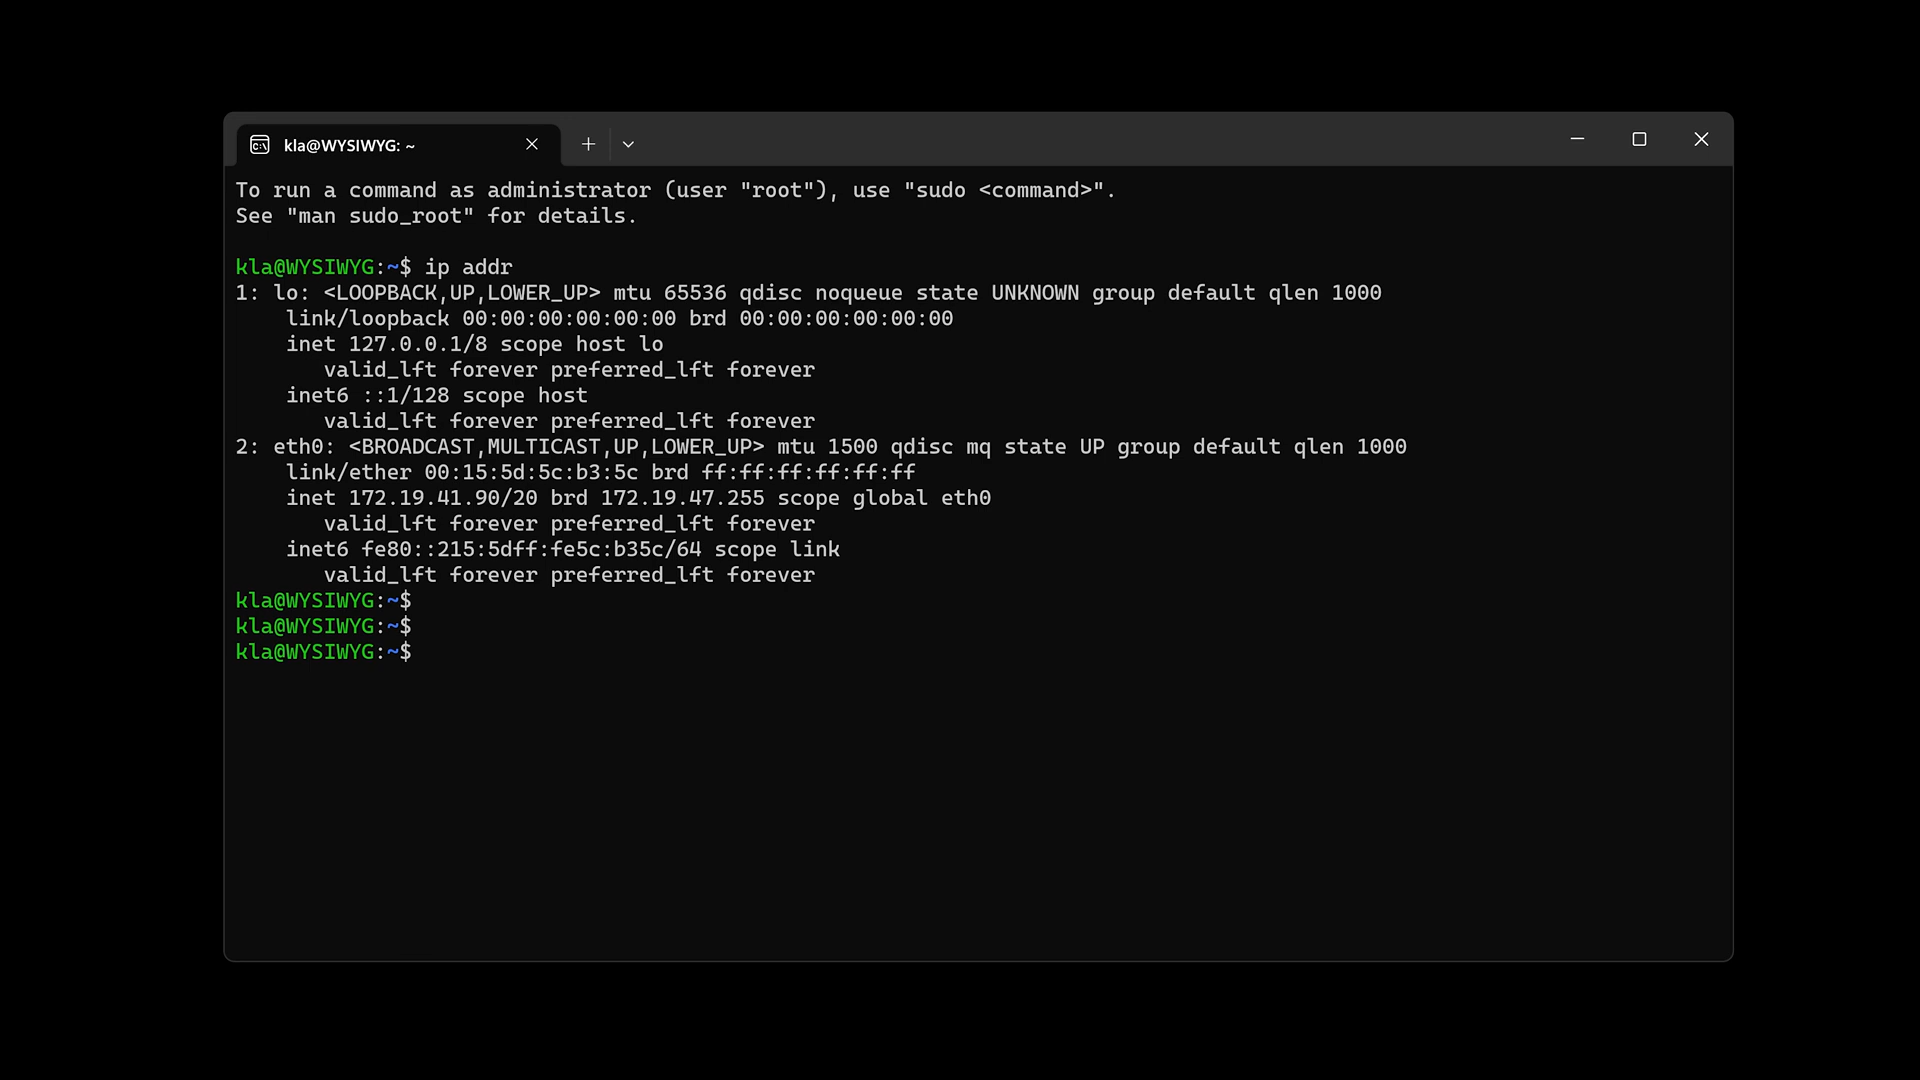 kla@WYSIWYG: ~
To run a command as administrator (user "root"), use "sudo <command>".
See "man sudo_root" for details.
kla@WYSIWYG:~$ ip addr
1: lo: <LOOPBACK,UP,LOWER_UP> mtu 65536 qdisc noqueue state UNKNOWN group default qlen 1000
    link/loopback 00:00:00:00:00:00 brd 00:00:00:00:00:00
    inet 127.0.0.1/8 scope host lo
       valid_lft forever preferred_lft forever
    inet6 ::1/128 scope host
       valid_lft forever preferred_lft forever
2: eth0: <BROADCAST,MULTICAST,UP,LOWER_UP> mtu 1500 qdisc mq state UP group default qlen 1000
    link/ether 00:15:5d:5c:b3:5c brd ff:ff:ff:ff:ff:ff
    inet 172.19.41.90/20 brd 172.19.47.255 scope global eth0
       valid_lft forever preferred_lft forever
    inet6 fe80::215:5dff:fe5c:b35c/64 scope link
       valid_lft forever preferred_lft forever
kla@WYSIWYG:~$
kla@WYSIWYG:~$
kla@WYSIWYG:~$